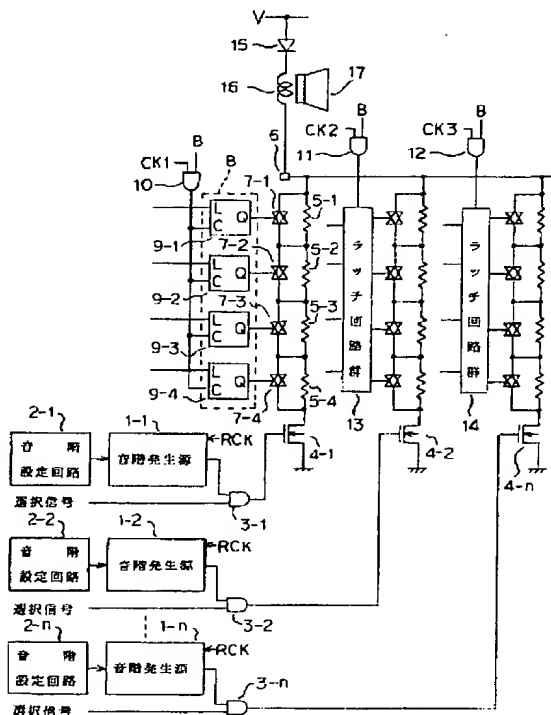 V
15
16
17
6
CK1
B
10
B
CK2
B
11
CK3
B
12
7-1
L
C
Q
9-1
5-1
7-2
L
C
Q
9-2
5-2
7-3
L
C
Q
9-3
5-3
7-4
L
C
Q
9-4
5-4
ラッチ回路群
13
ラッチ回路群
14
4-1
4-2
4-n
2-1
音階
設定回路
1-1
RCK
音階発生源
選択信号
3-1
2-2
音階
設定回路
1-2
RCK
音階発生源
選択信号
3-2
2-n
音階
設定回路
1-n
RCK
音階発生源
選択信号
3-n